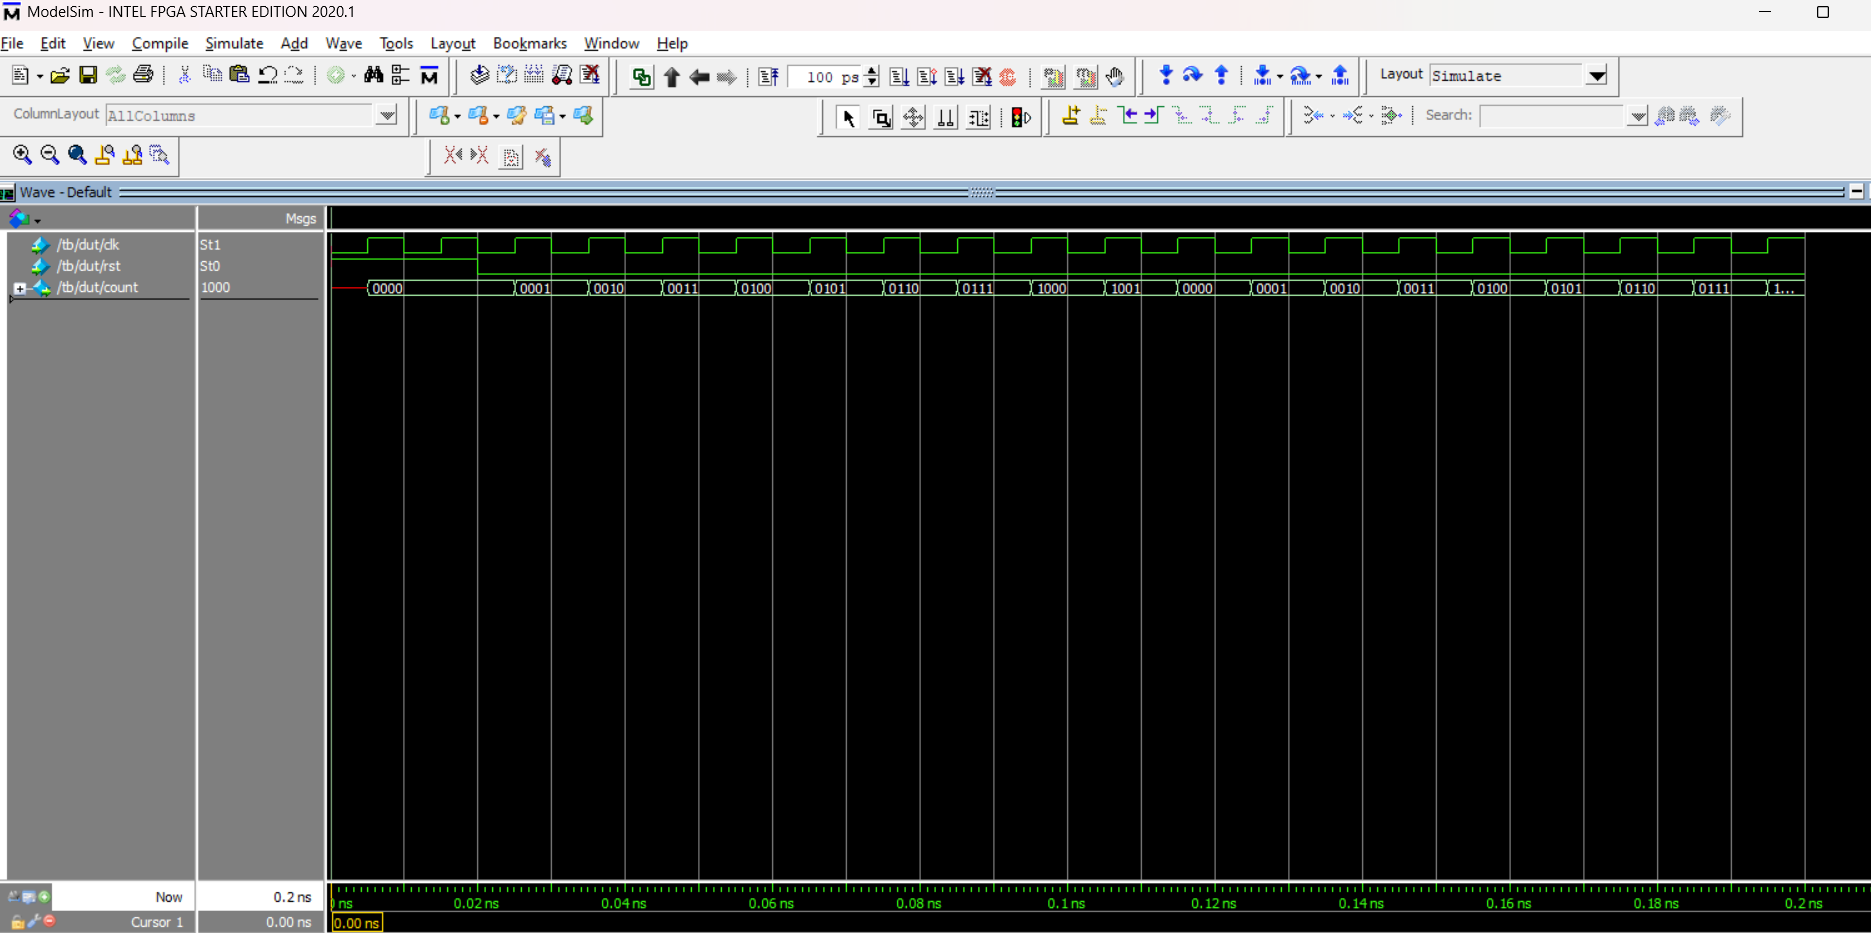 ModelSim - INTEL FPGA STARTER EDITION 2020.1
File Edit View Compile Simulate Add Wave Tools Layout Bookmarks Window Help
100 ps Layout Simulate
ColumnLayout AllColumns Search:
Wave - Default
Msgs
/tb/dut/clk St1
/tb/dut/rst St0
/tb/dut/count 1000 0000 0001 0010 0011 0100 0101 0110 0111 1000 1001 0000 0001 0010 0011 0100 0101 0110 0111 1...
Now 0.2 ns 0 ns 0.02 ns 0.04 ns 0.06 ns 0.08 ns 0.1 ns 0.12 ns 0.14 ns 0.16 ns 0.18 ns 0.2 ns
Cursor 1 0.00 ns 0.00 ns